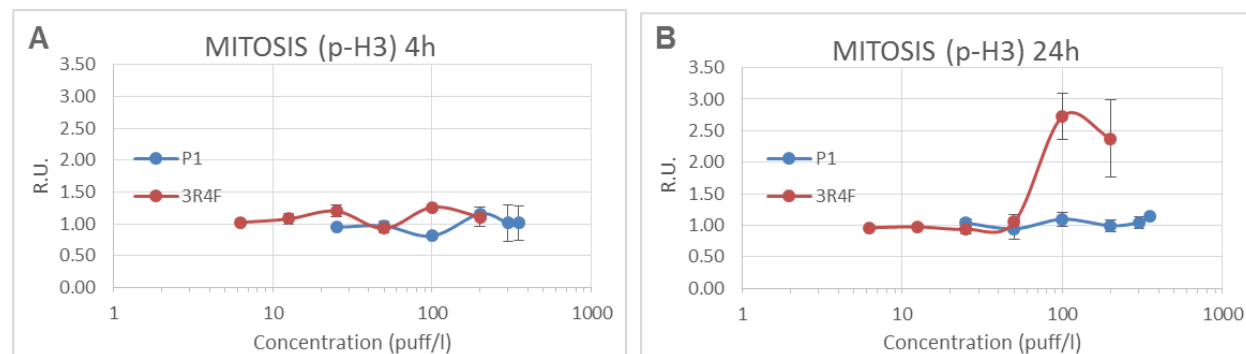 A
MITOSIS (p-H3) 4h
3.50
3.00
2.50
2.00
1.50
1.00
0.50
0.00
R.U.
P1
3R4F
1 10 100 1000
Concentration (puff/l)
B
MITOSIS (p-H3) 24h
3.50
3.00
2.50
2.00
1.50
1.00
0.50
0.00
R.U.
P1
3R4F
1 10 100 1000
Concentration (puff/l)